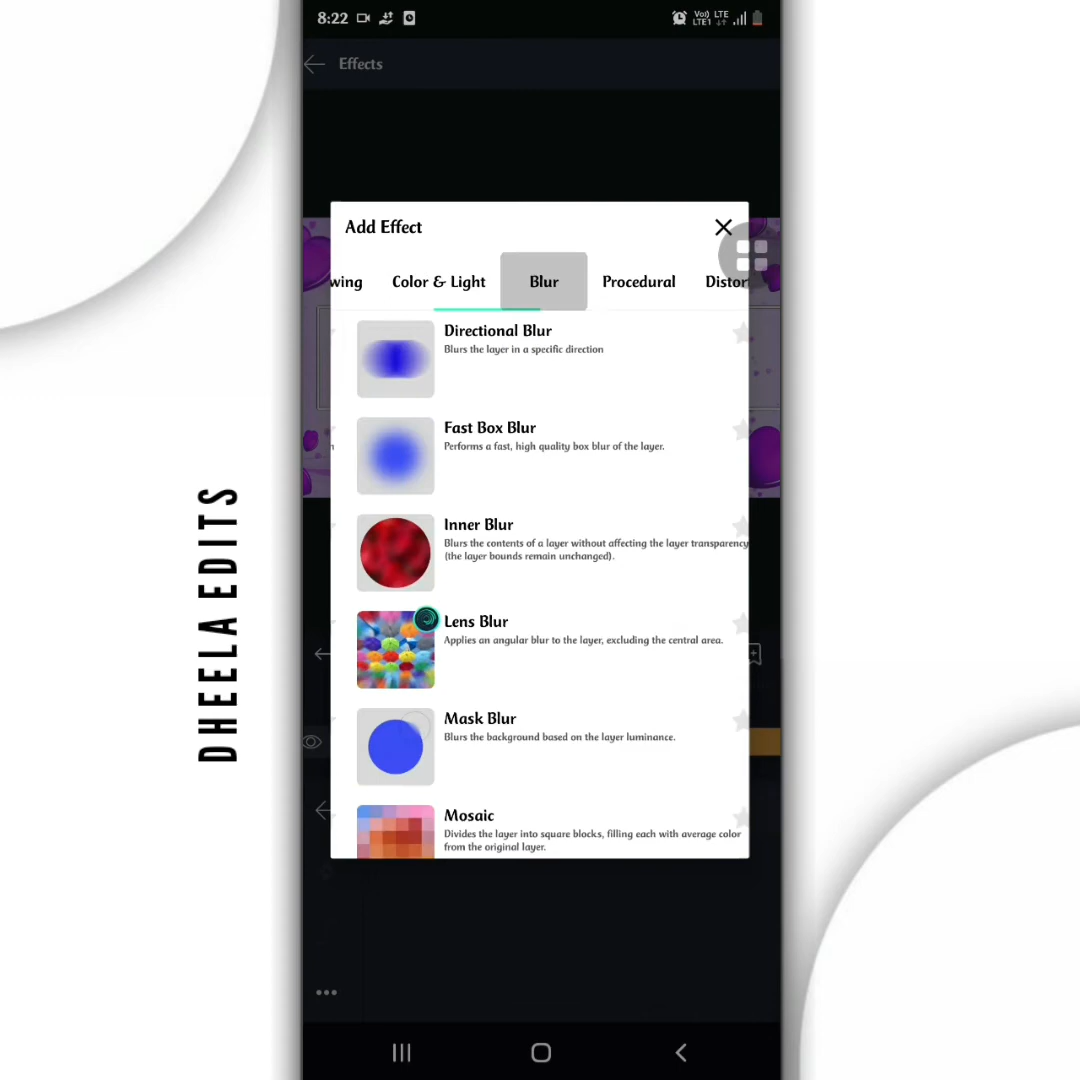 8:22
Vo)) LTE
LTE1
Effects
Add Effect
wing Color & Light Blur Procedural Distor
Directional Blur
Blurs the layer in a specific direction
Fast Box Blur
Performs a fast, high quality box blur of the layer.
Inner Blur
Blurs the contents of a layer without affecting the layer transparency
(the layer bounds remain unchanged).
Lens Blur
Applies an angular blur to the layer, excluding the central area.
Mask Blur
Blurs the background based on the layer luminance.
Mosaic
Divides the layer into square blocks, filling each with average color
from the original layer.
DHEELA EDITS